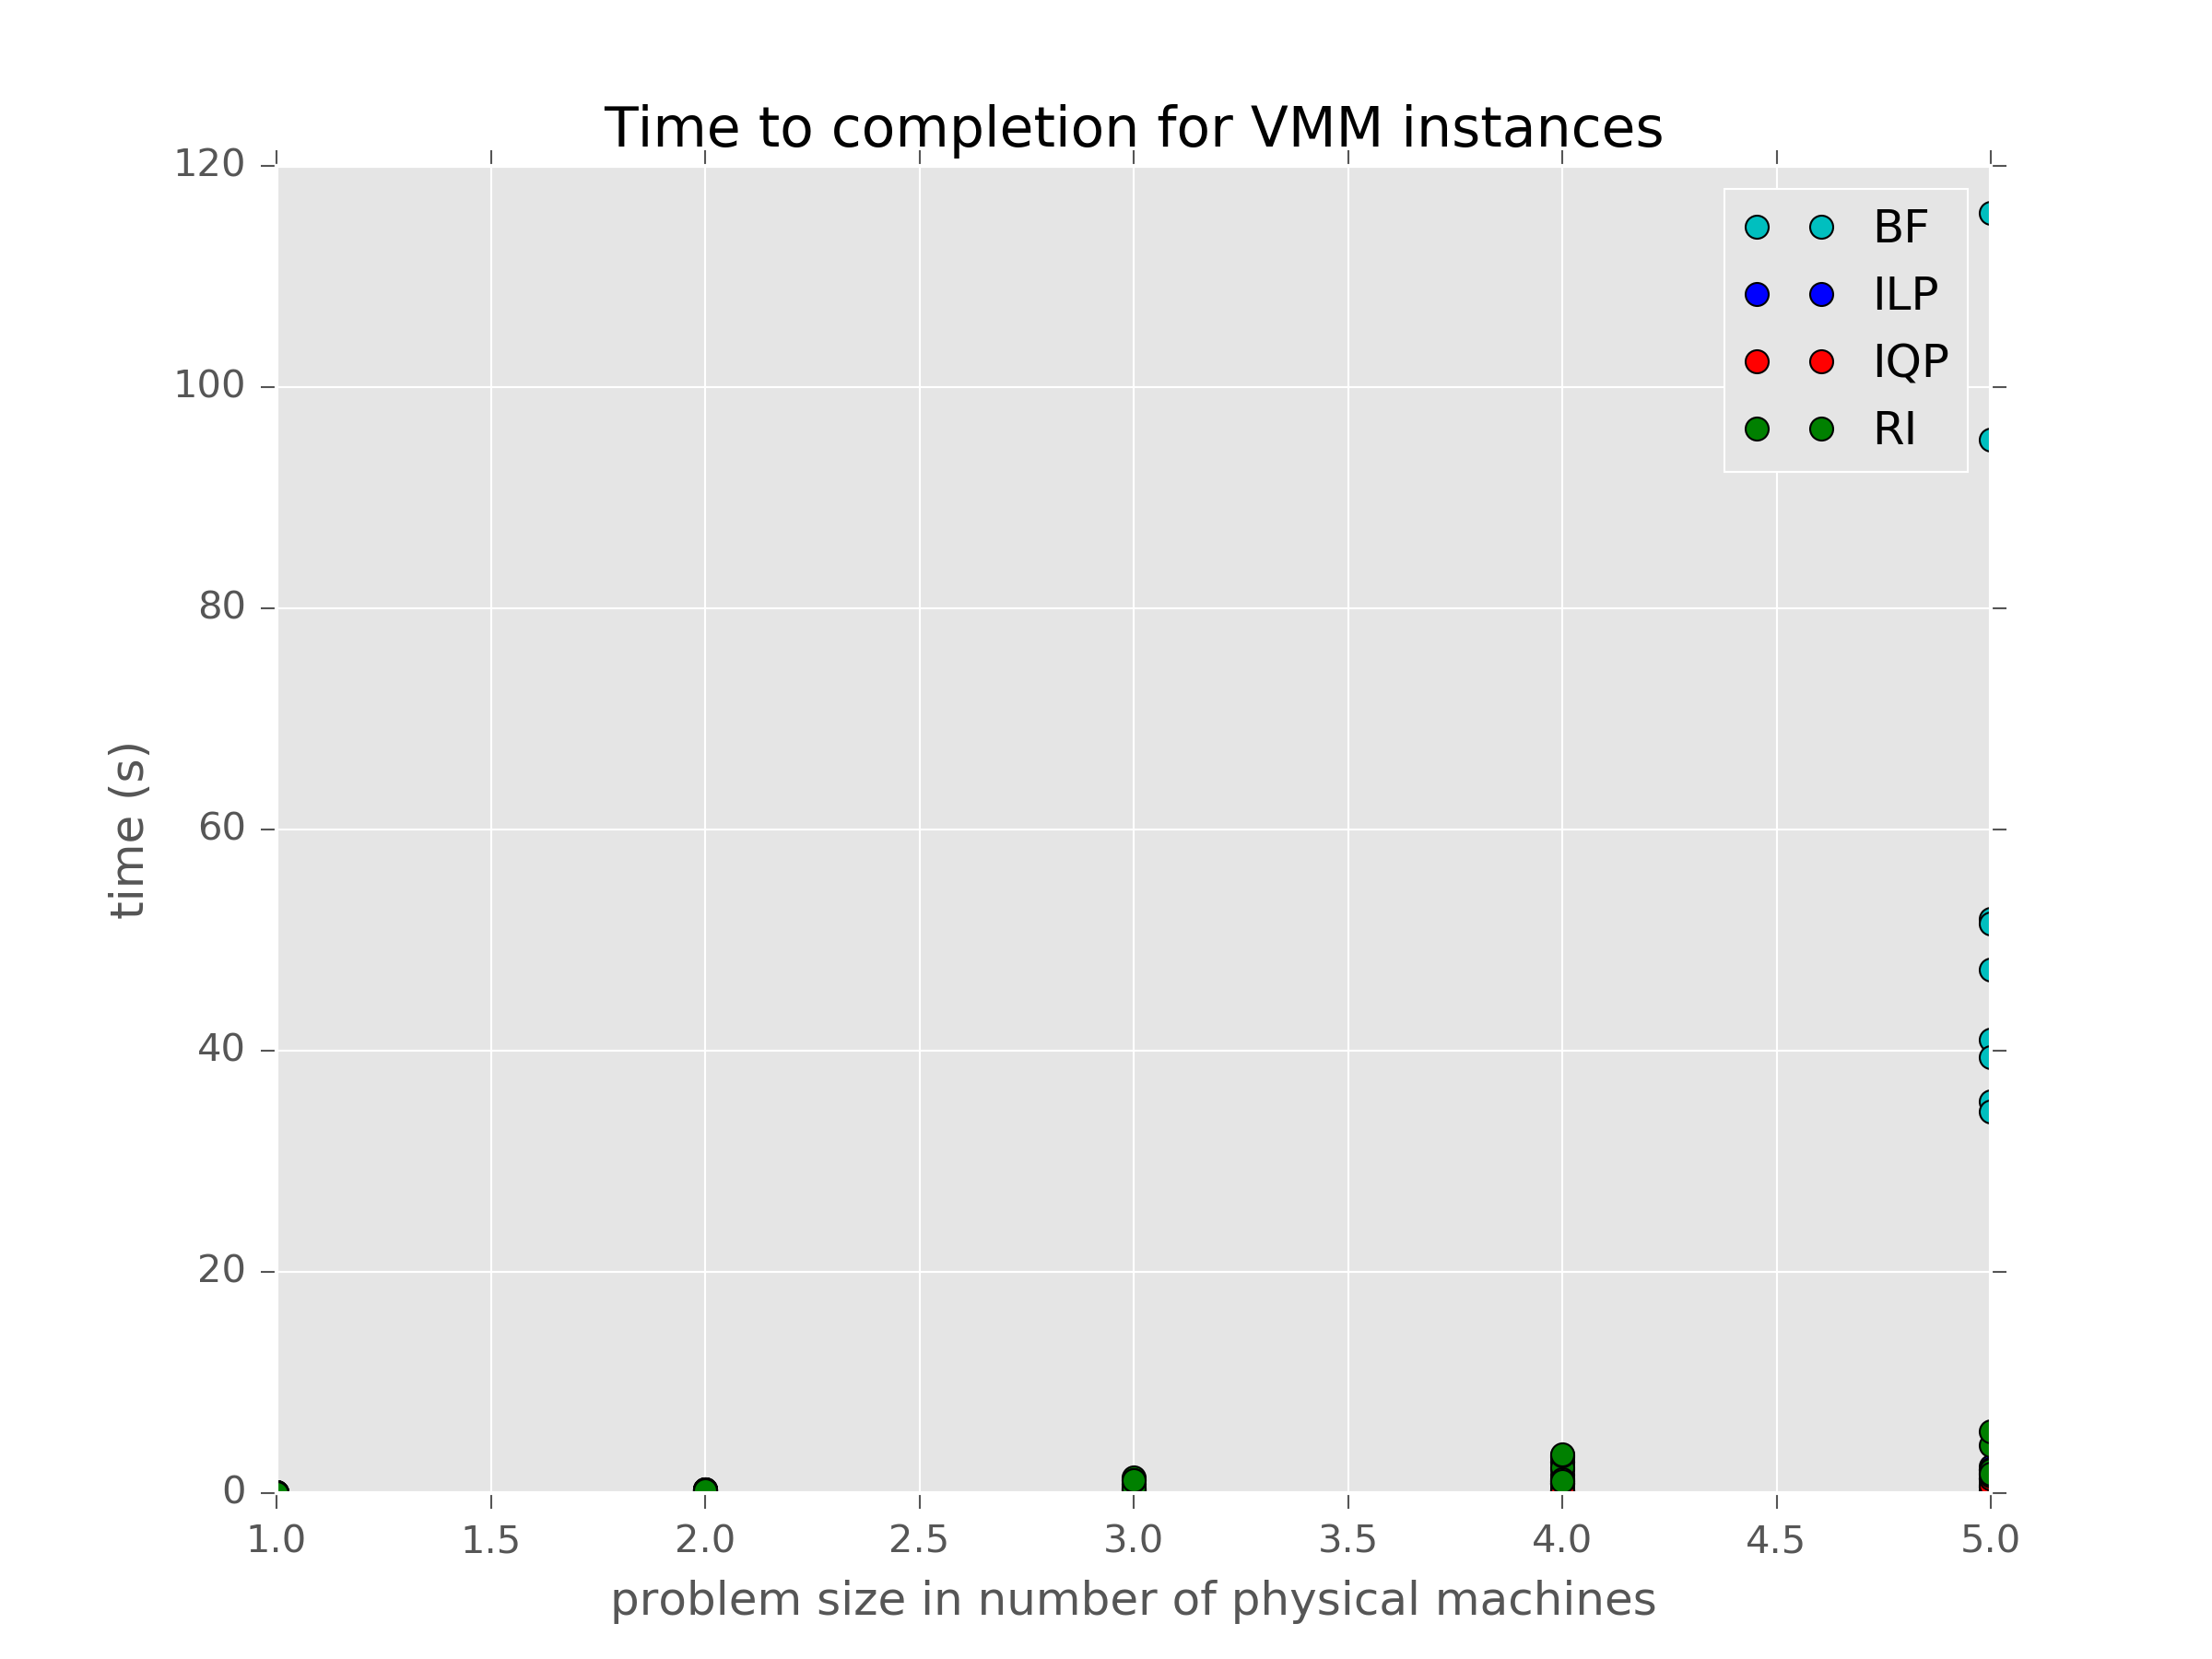 Time to completion for VMM instances
120
100
80
60
40
20
0
time (s)
BF
ILP
IQP
RI
1.0 1.5 2.0 2.5 3.0 3.5 4.0 4.5 5.0
problem size in number of physical machines